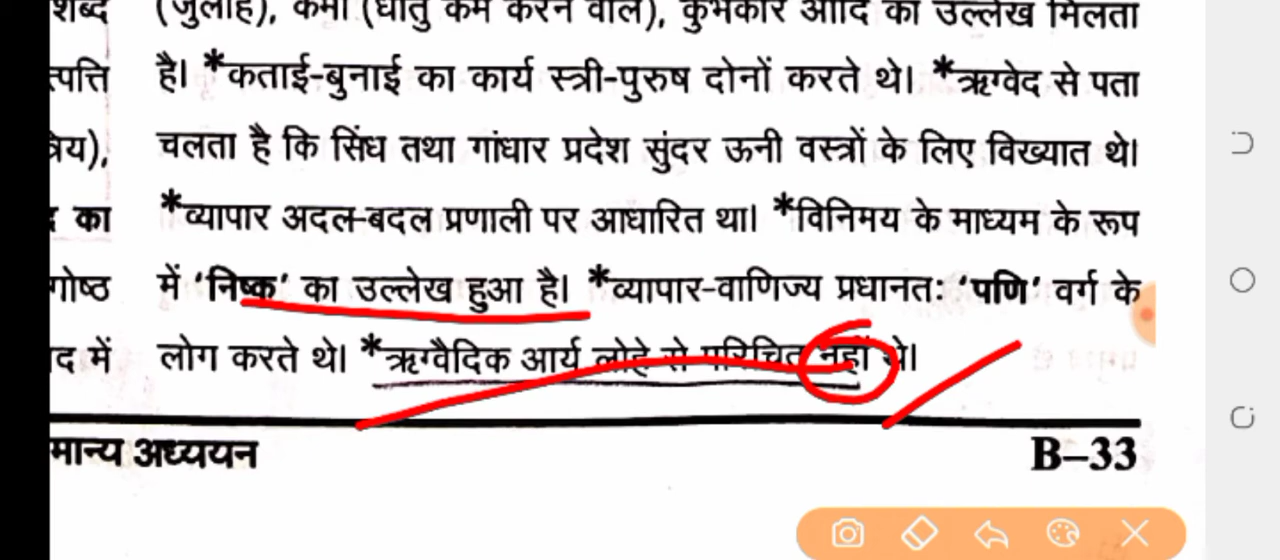 शब्द
त्पत्ति
त्रिय),
द का
गोष्ठ
द में
(जुलाहे), कर्मा (धातु कर्म करने वाले), कुंभकार आदि का उल्लेख मिलता
है। *कताई-बुनाई का कार्य स्त्री-पुरुष दोनों करते थे। *ऋग्वेद से पता
चलता है कि सिंध तथा गांधार प्रदेश सुंदर ऊनी वस्त्रों के लिए विख्यात थे।
*व्यापार अदल-बदल प्रणाली पर आधारित था। *विनिमय के माध्यम के रूप
में ‘निष्क’ का उल्लेख हुआ है। *व्यापार-वाणिज्य प्रधानतः ‘पणि’ वर्ग के
लोग करते थे। *ऋग्वैदिक आर्य लोहे से परिचित नहीं थे।
मान्य अध्ययन
B–33